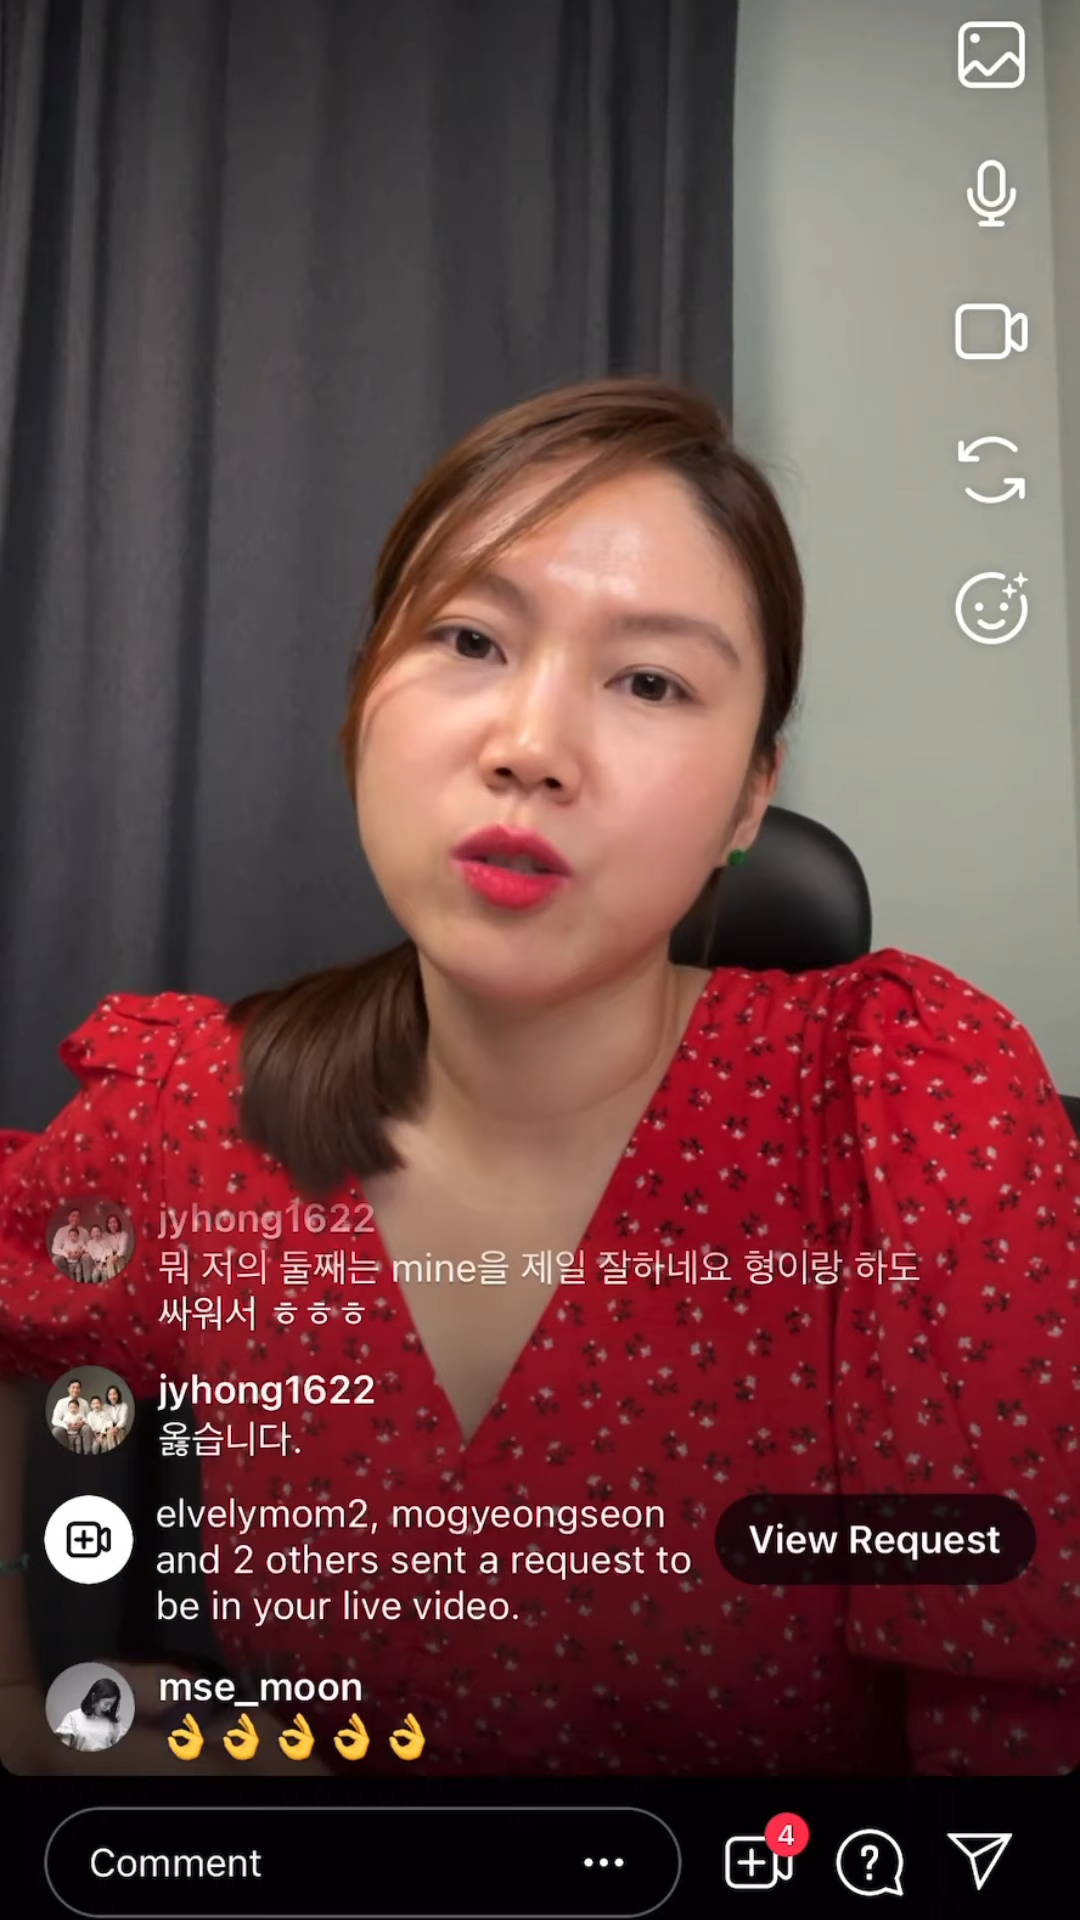 jyhong1622
뭐 저의 둘째는 mine을 제일 잘하네요 형이랑 하도
싸워서 ㅎㅎㅎ
jyhong1622
옳습니다.
elvelymom2, mogyeongseon
and 2 others sent a request to
be in your live video.
View Request
mse_moon
👌👌👌👌👌
Comment
4